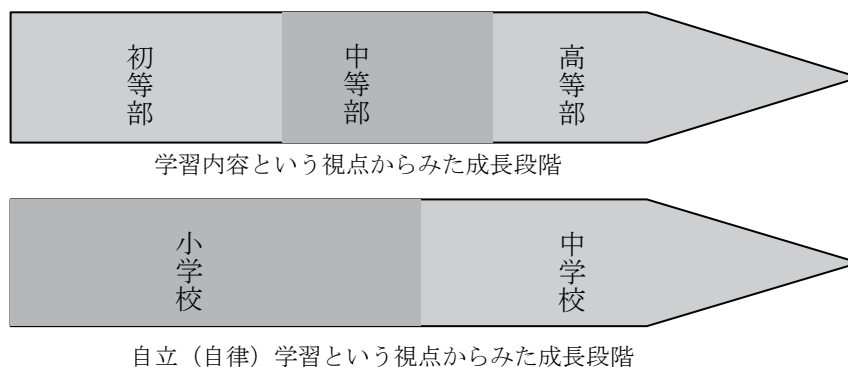 初等部
中等部
高等部
学習内容という視点からみた成長段階
小学校
中学校
自立（自律）学習という視点からみた成長段階